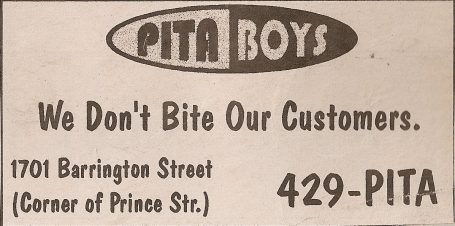 PITA BOYS
We Don't Bite Our Customers.
1701 Barrington Street
(Corner of Prince Str.)
429-PITA